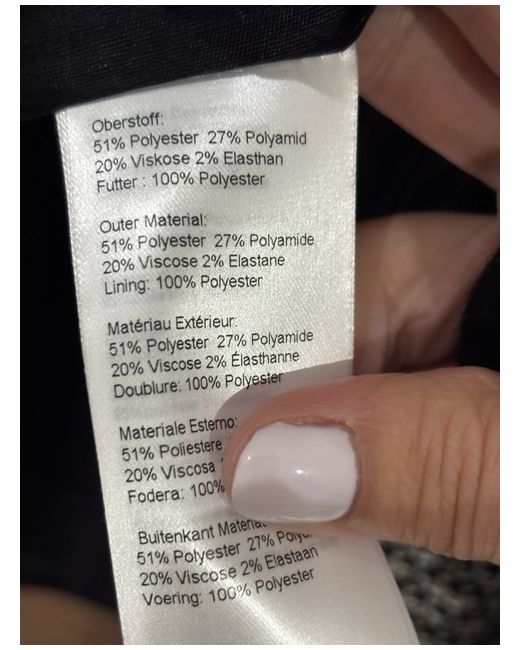 Oberstoff:
51% Polyester 27% Polyamid
20% Viskose 2% Elasthan
Futter : 100% Polyester
Outer Material:
51% Polyester 27% Polyamide
20% Viscose 2% Elastane
Lining: 100% Polyester
Matériau Extérieur:
51% Polyester 27% Polyamide
20% Viscose 2% Élasthanne
Doublure: 100% Polyester
Materiale Esterno:
51% Poliestere
20% Viscosa
Fodera: 100%
Buitenkant
51% Polyester 27%
20% Viscose 2% Elastaan
Voering: 100% Polyester